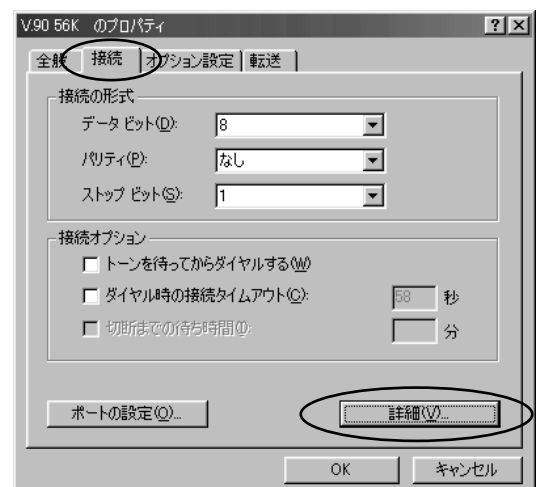 V.90 56K のプロパティ
全般 接続 オプション設定 転送
接続の形式
データ ビット(D): 8
パリティ(P): なし
ストップ ビット(S): 1
接続オプション
トーンを待ってからダイヤルする(W)
ダイヤル時の接続タイムアウト(C): 58 秒
切断までの待ち時間(I): 分
ポートの設定(O)... 詳細(V)...
OK キャンセル